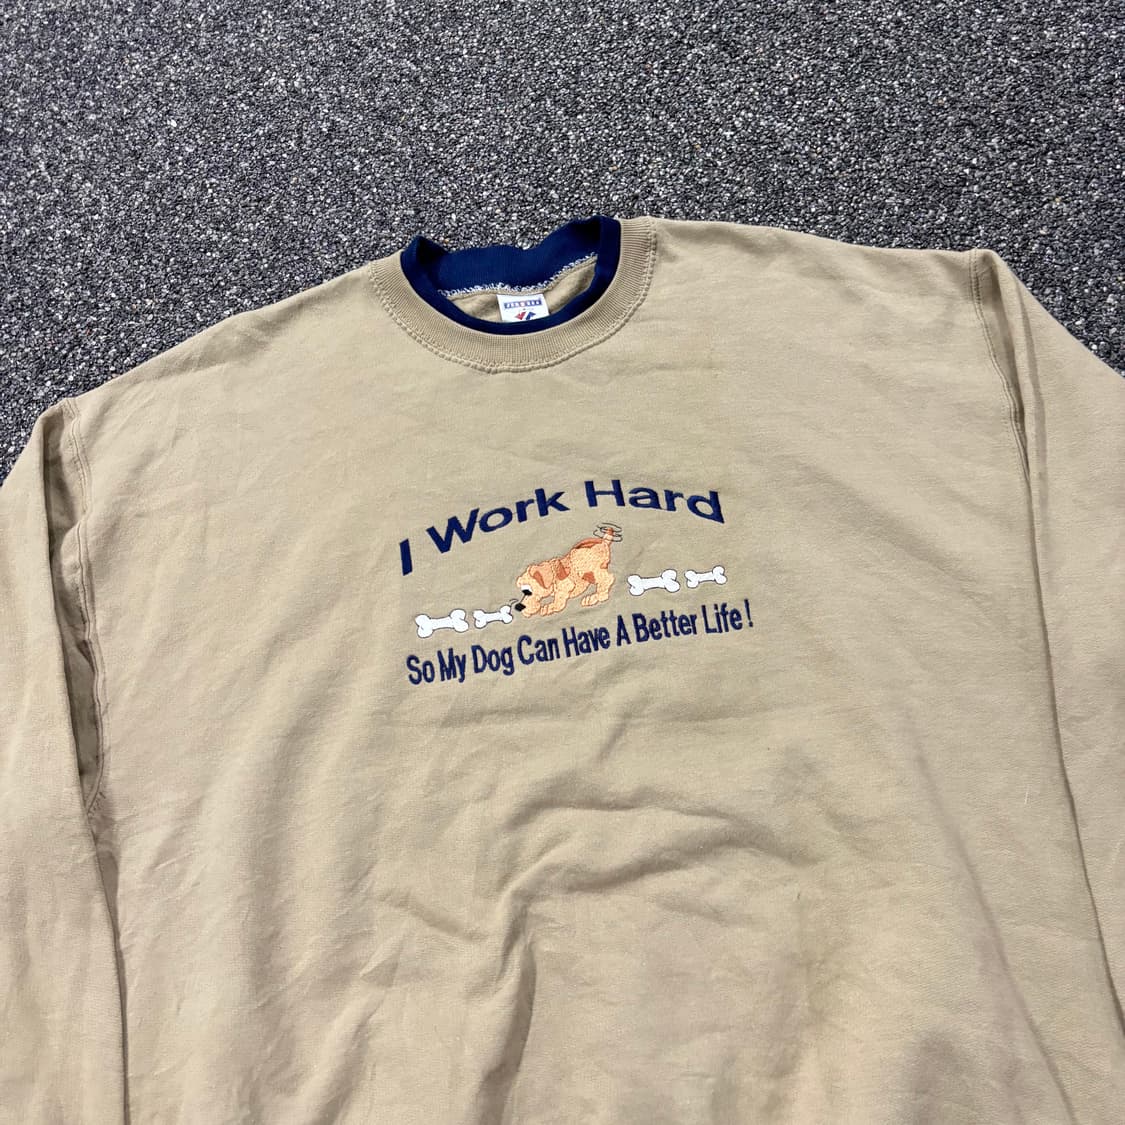 I Work Hard
So My Dog Can Have A Better Life!